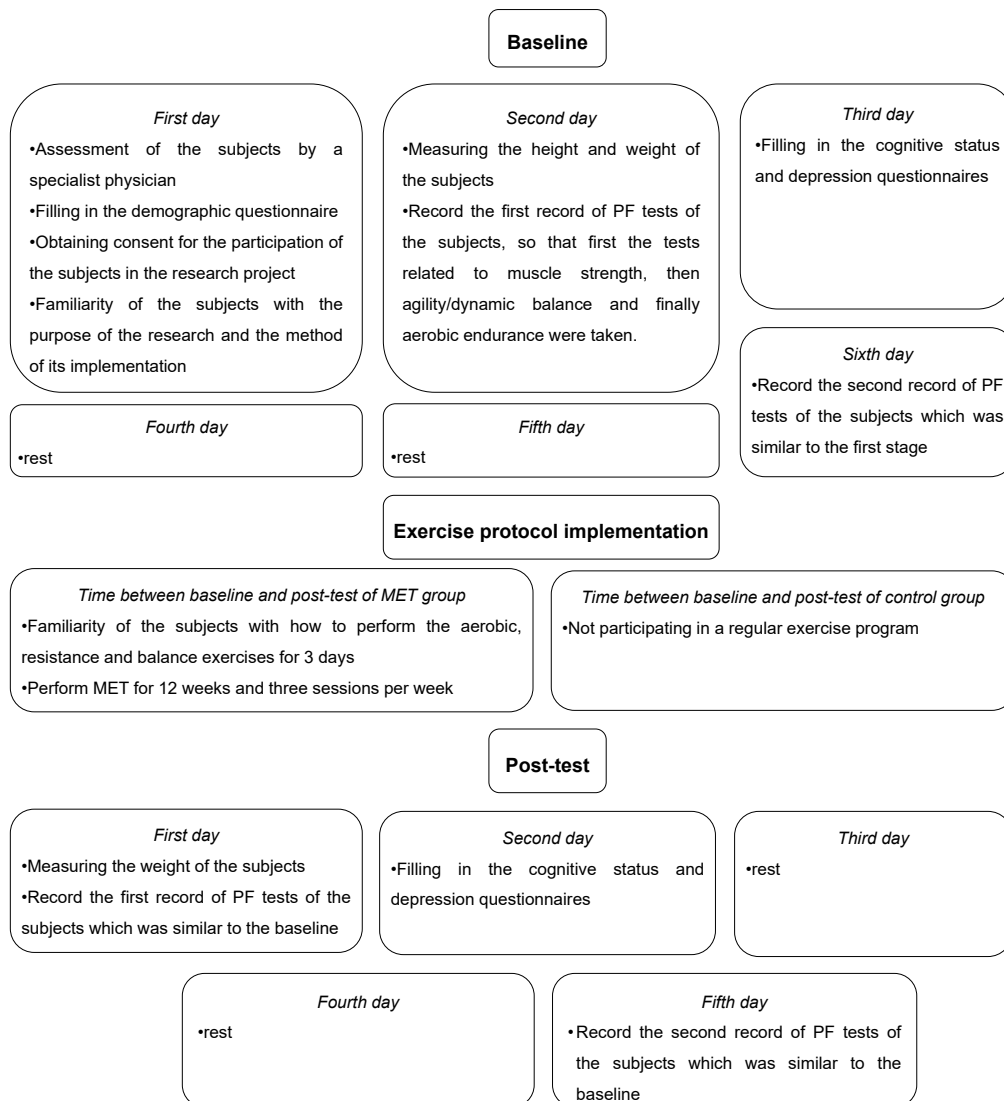 Baseline
First day
•Assessment of the subjects by a
specialist physician
•Filling in the demographic questionnaire
•Obtaining consent for the participation of
the subjects in the research project
•Familiarity of the subjects with the
purpose of the research and the method
of its implementation
Second day
•Measuring the height and weight of
the subjects
•Record the first record of PF tests of
the subjects, so that first the tests
related to muscle strength, then
agility/dynamic balance and finally
aerobic endurance were taken.
Third day
•Filling in the cognitive status
and depression questionnaires
Fourth day
•rest
Fifth day
•rest
Sixth day
•Record the second record of PF
tests of the subjects which was
similar to the first stage
Exercise protocol implementation
Time between baseline and post-test of MET group
•Familiarity of the subjects with how to perform the aerobic,
resistance and balance exercises for 3 days
•Perform MET for 12 weeks and three sessions per week
Time between baseline and post-test of control group
•Not participating in a regular exercise program
Post-test
First day
•Measuring the weight of the subjects
•Record the first record of PF tests of the
subjects which was similar to the baseline
Second day
•Filling in the cognitive status and
depression questionnaires
Third day
•rest
Fourth day
•rest
Fifth day
•Record the second record of PF tests of
the subjects which was similar to the
baseline